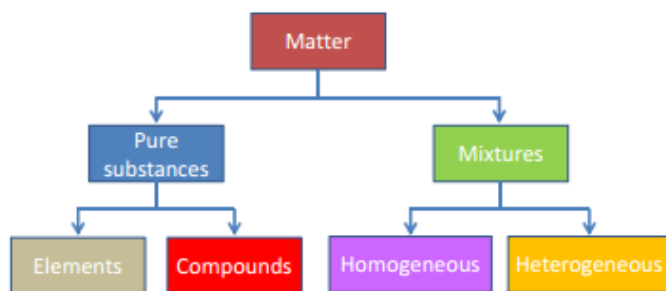 Matter
Pure
substances
Mixtures
Elements
Compounds
Homogeneous
Heterogeneous